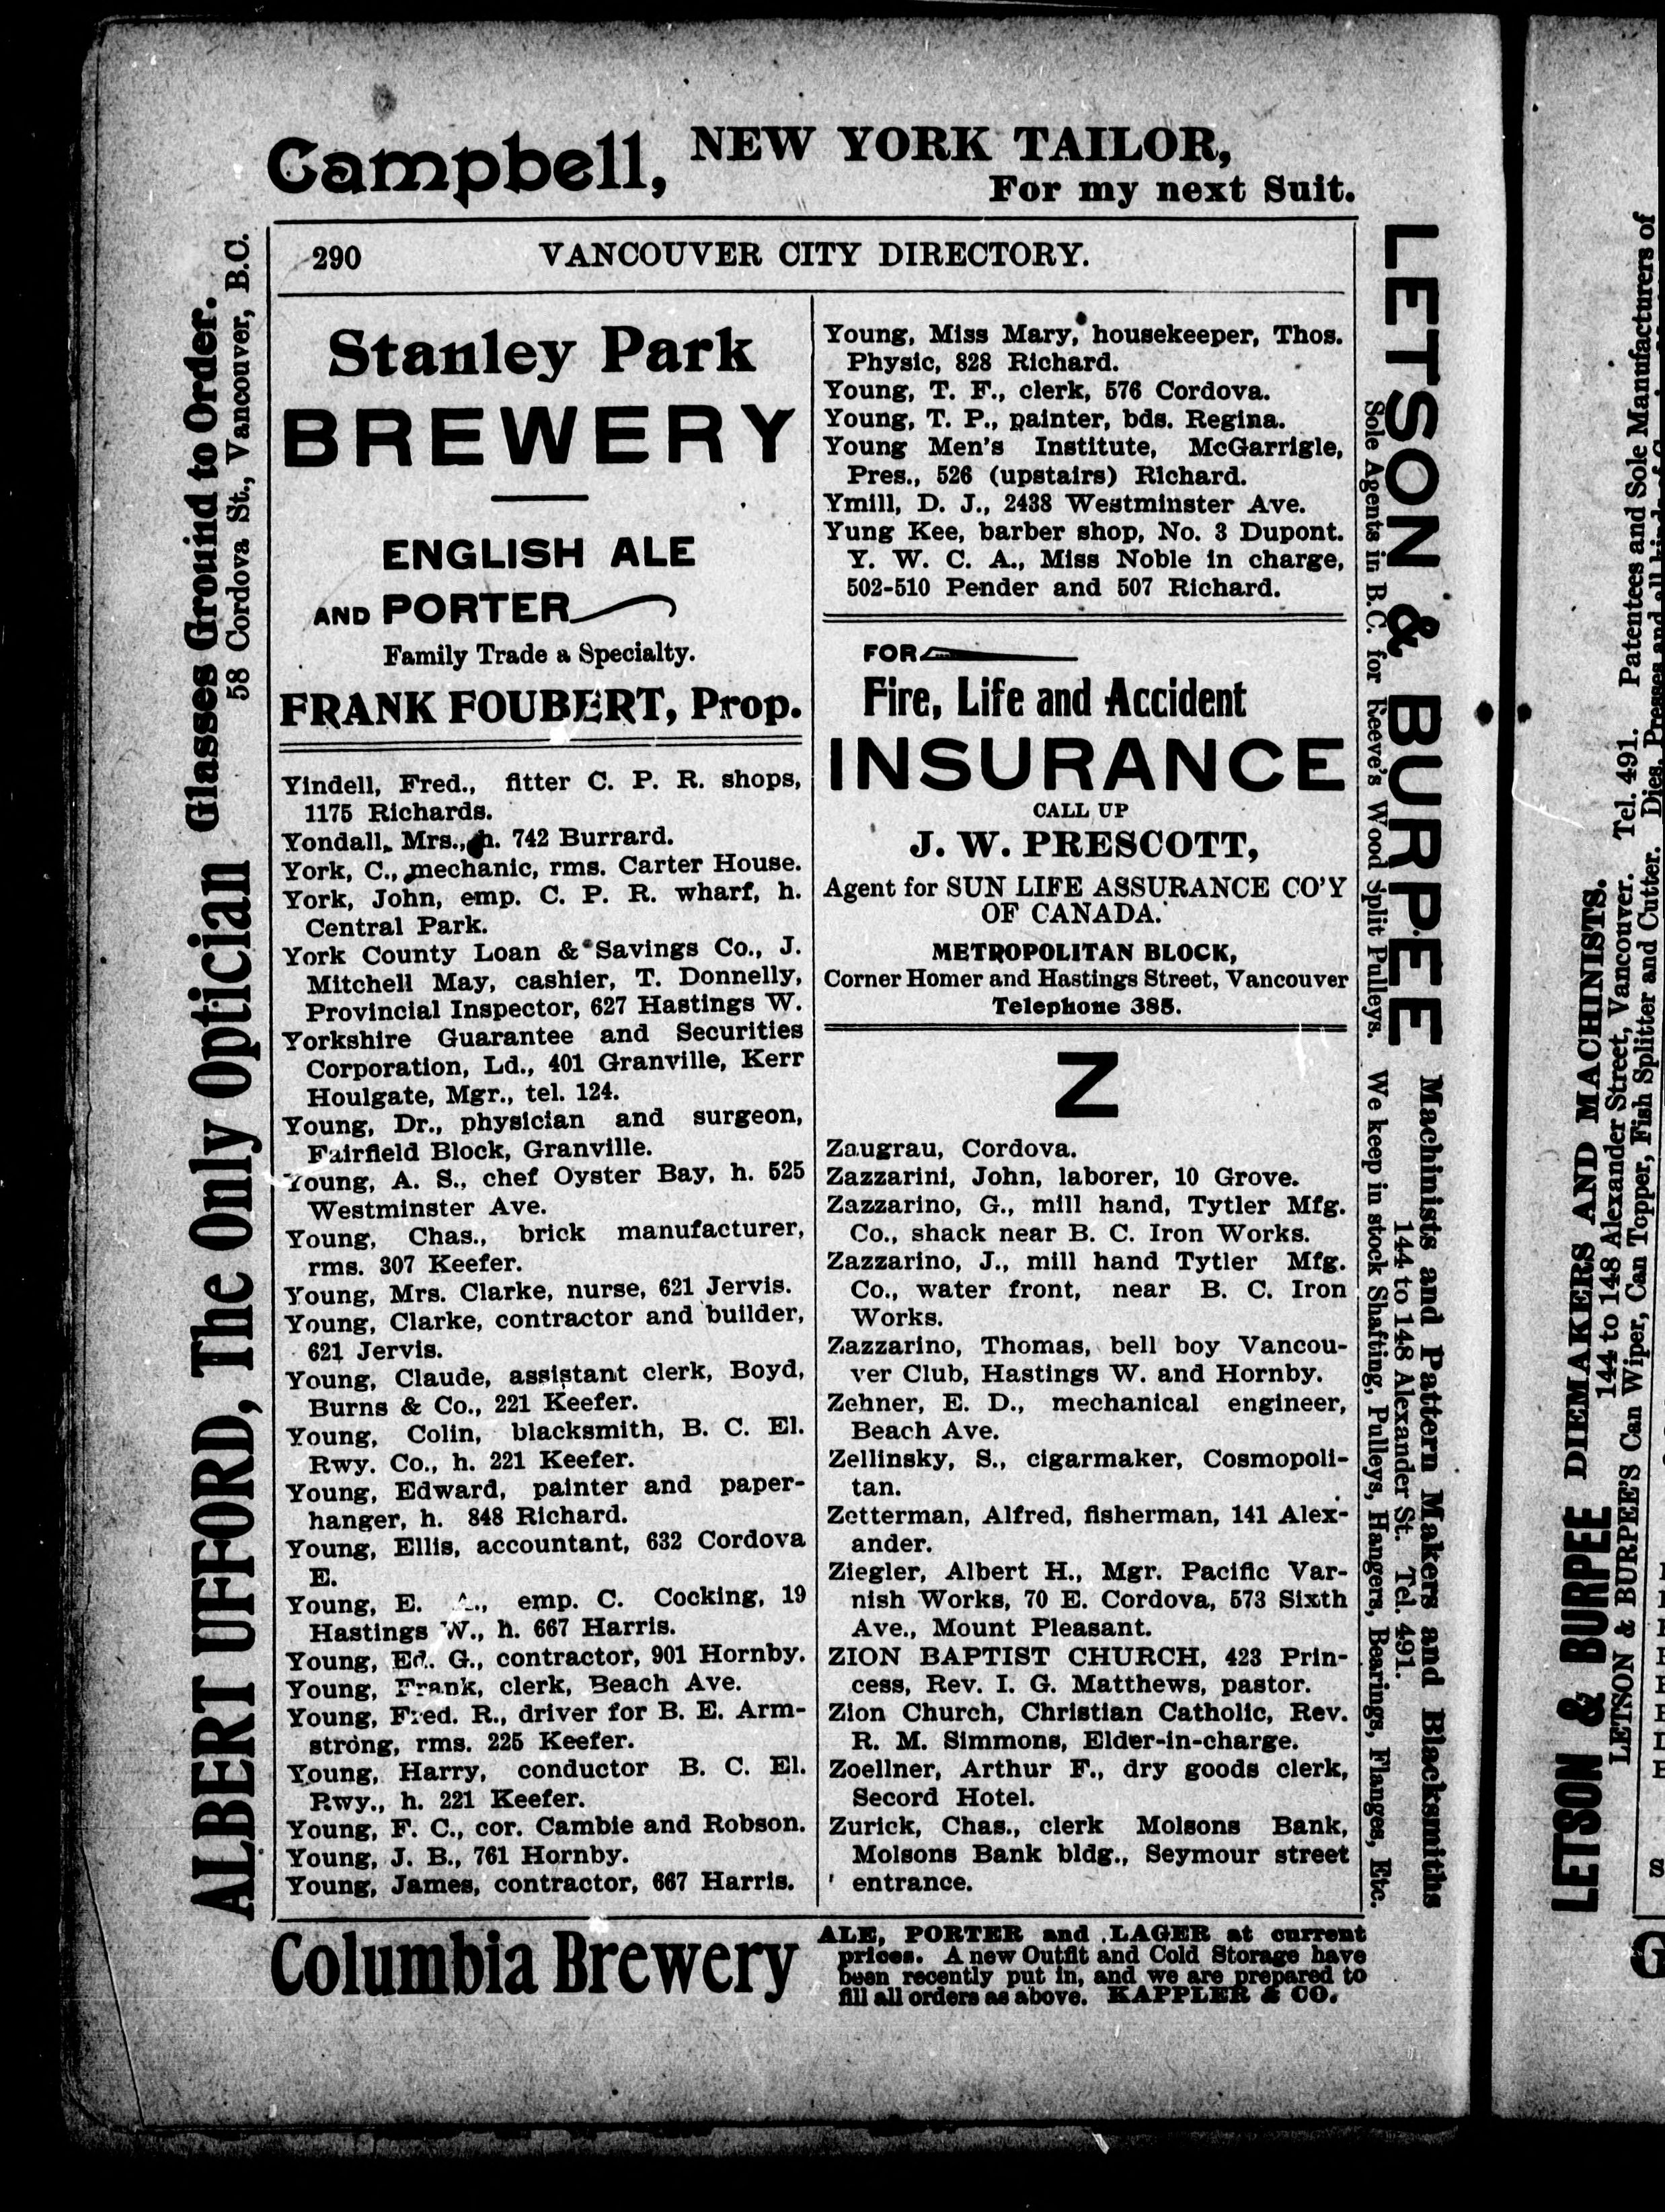 Campbell, NEW YORK TAILOR,
For my next Suit.
290 VANCOUVER CITY DIRECTORY.
ALBERT UFFORD, The Only Optician Glasses Ground to Order.
58 Cordova St., Vancouver, B.C.
Stanley Park
BREWERY
ENGLISH ALE
AND PORTER
Family Trade a Specialty.
FRANK FOUBERT, Prop.
Yindell, Fred., fitter C. P. R. shops,
1175 Richards.
Yondall, Mrs., h. 742 Burrard.
York, C., mechanic, rms. Carter House.
York, John, emp. C. P. R. wharf, h.
Central Park.
York County Loan & Savings Co., J.
Mitchell May, cashier, T. Donnelly,
Provincial Inspector, 627 Hastings W.
Yorkshire Guarantee and Securities
Corporation, Ld., 401 Granville, Kerr
Houlgate, Mgr., tel. 124.
Young, Dr., physician and surgeon,
Fairfield Block, Granville.
Young, A. S., chef Oyster Bay, h. 525
Westminster Ave.
Young, Chas., brick manufacturer,
rms. 307 Keefer.
Young, Mrs. Clarke, nurse, 621 Jervis.
Young, Clarke, contractor and builder,
621 Jervis.
Young, Claude, assistant clerk, Boyd,
Burns & Co., 221 Keefer.
Young, Colin, blacksmith, B. C. El.
Rwy. Co., h. 221 Keefer.
Young, Edward, painter and paper-
hanger, h. 848 Richard.
Young, Ellis, accountant, 632 Cordova
E.
Young, E. A., emp. C. Cocking, 19
Hastings W., h. 667 Harris.
Young, Ed. G., contractor, 901 Hornby.
Young, Frank, clerk, Beach Ave.
Young, Fred. R., driver for B. E. Arm-
strong, rms. 225 Keefer.
Young, Harry, conductor B. C. El.
Rwy., h. 221 Keefer.
Young, F. C., cor. Cambie and Robson.
Young, J. B., 761 Hornby.
Young, James, contractor, 667 Harris.
Young, Miss Mary, housekeeper, Thos.
Physic, 828 Richard.
Young, T. F., clerk, 576 Cordova.
Young, T. P., painter, bds. Regina.
Young Men's Institute, McGarrigle,
Pres., 526 (upstairs) Richard.
Ymill, D. J., 2438 Westminster Ave.
Yung Kee, barber shop, No. 3 Dupont.
Y. W. C. A., Miss Noble in charge,
502-510 Pender and 507 Richard.
FOR
Fire, Life and Accident
INSURANCE
CALL UP
J. W. PRESCOTT,
Agent for SUN LIFE ASSURANCE CO'Y
OF CANADA.
METROPOLITAN BLOCK,
Corner Homer and Hastings Street, Vancouver
Telephone 385.
Z
Zaugrau, Cordova.
Zazzarini, John, laborer, 10 Grove.
Zazzarino, G., mill hand, Tytler Mfg.
Co., shack near B. C. Iron Works.
Zazzarino, J., mill hand Tytler Mfg.
Co., water front, near B. C. Iron
Works.
Zazzarino, Thomas, bell boy Vancou-
ver Club, Hastings W. and Hornby.
Zehner, E. D., mechanical engineer,
Beach Ave.
Zellinsky, S., cigarmaker, Cosmopoli-
tan.
Zetterman, Alfred, fisherman, 141 Alex-
ander.
Ziegler, Albert H., Mgr. Pacific Var-
nish Works, 70 E. Cordova, 573 Sixth
Ave., Mount Pleasant.
ZION BAPTIST CHURCH, 423 Prin-
cess, Rev. I. G. Matthews, pastor.
Zion Church, Christian Catholic, Rev.
R. M. Simmons, Elder-in-charge.
Zoellner, Arthur F., dry goods clerk,
Secord Hotel.
Zurick, Chas., clerk Molsons Bank,
Molsons Bank bldg., Seymour street
entrance.
LETSON & BURPEE Machinists and Pattern Makers and Blacksmiths
144 to 148 Alexander St. Tel. 491.
Sole Agents in B.C. for Reeve's Wood Split Pulleys. We keep in stock Shafting, Pulleys, Hangers, Bearings, Flanges, Etc.
Columbia Brewery
ALE, PORTER and LAGER at current
prices. A new Outfit and Cold Storage have
been recently put in, and we are prepared to
fill all orders as above. KAPPLER & CO.
LETSON & BURPEE DIEMAKERS AND MACHINISTS.
144 to 148 Alexander Street, Vancouver. Tel. 491. Patentees and Sole Manufacturers of
LETSON & BURPEE'S Can Wiper, Can Topper, Fish Splitter and Cutter. Dies, Presses and all kinds of